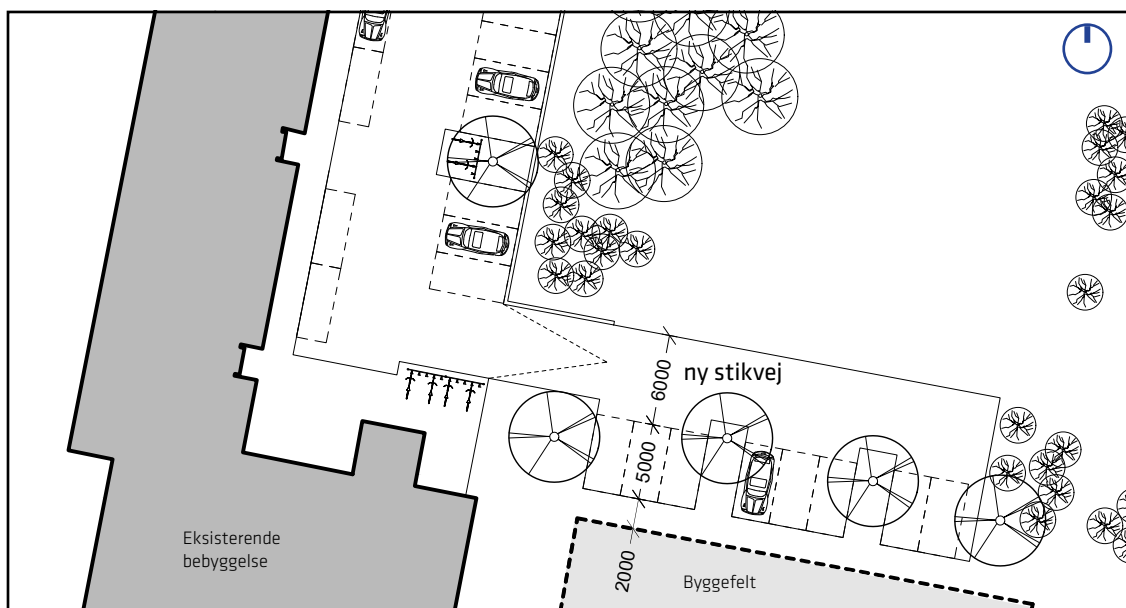 ny stikvej
6000
5000
2000
Eksisterende
bebyggelse
Byggefelt